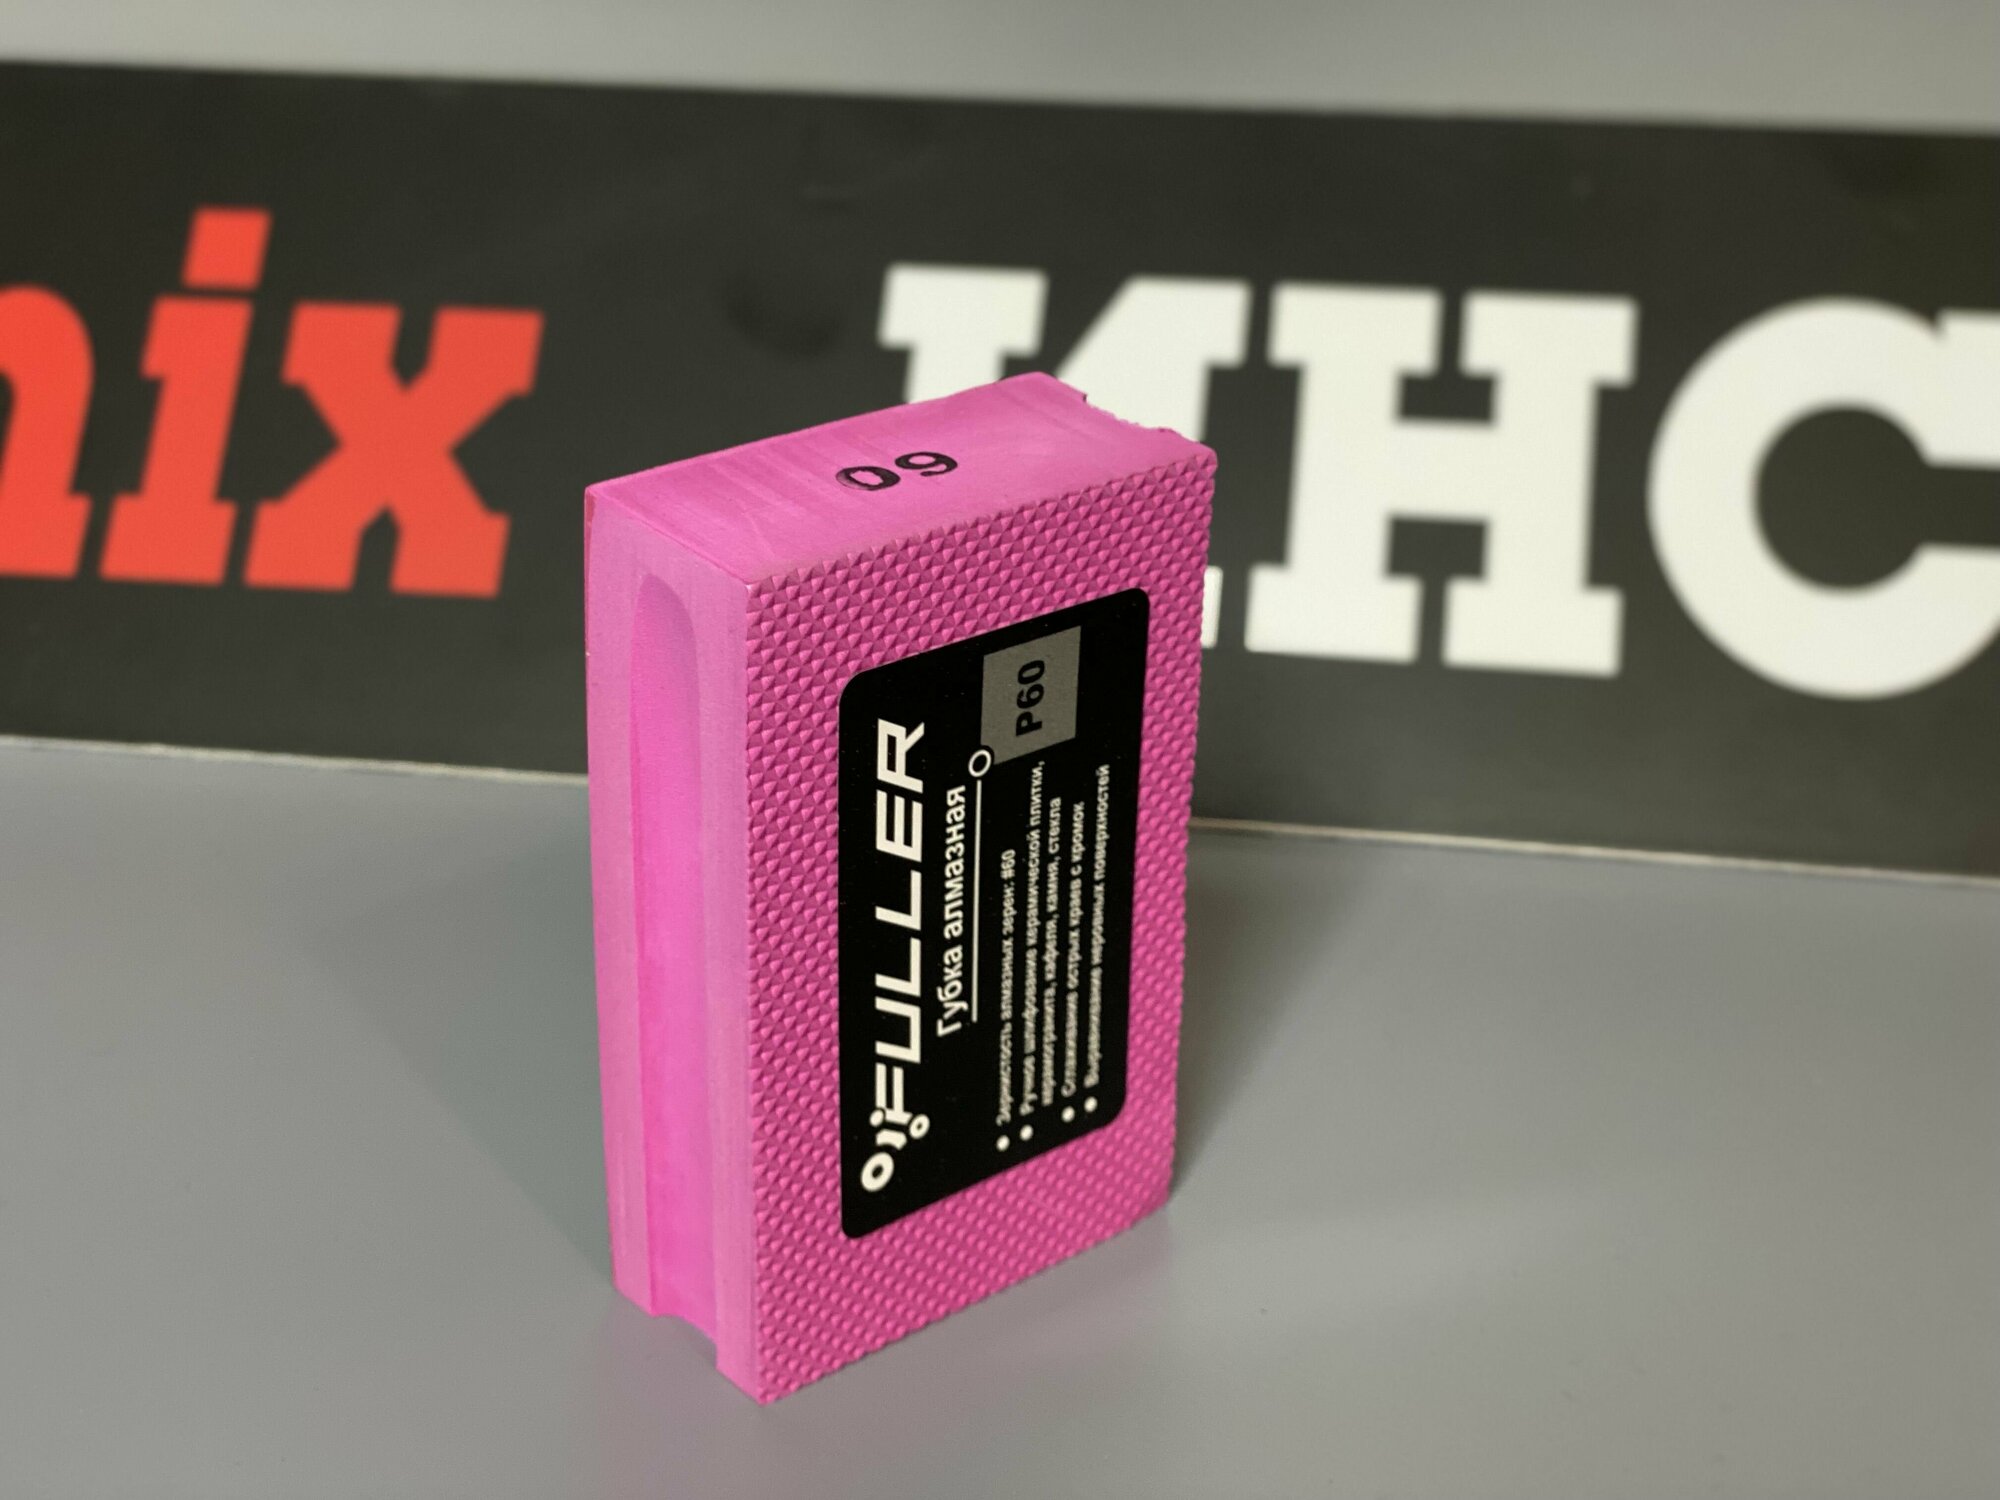 nix
ИНС
60
FULLER
Губка алмазная
P60
Зернистость алмазных зерен: #60
Ручное шлифование керамической плитки,
керамогранита, кафеля, камня, стекла
Сглаживание острых краев с кромок
Выравнивание неровных поверхностей